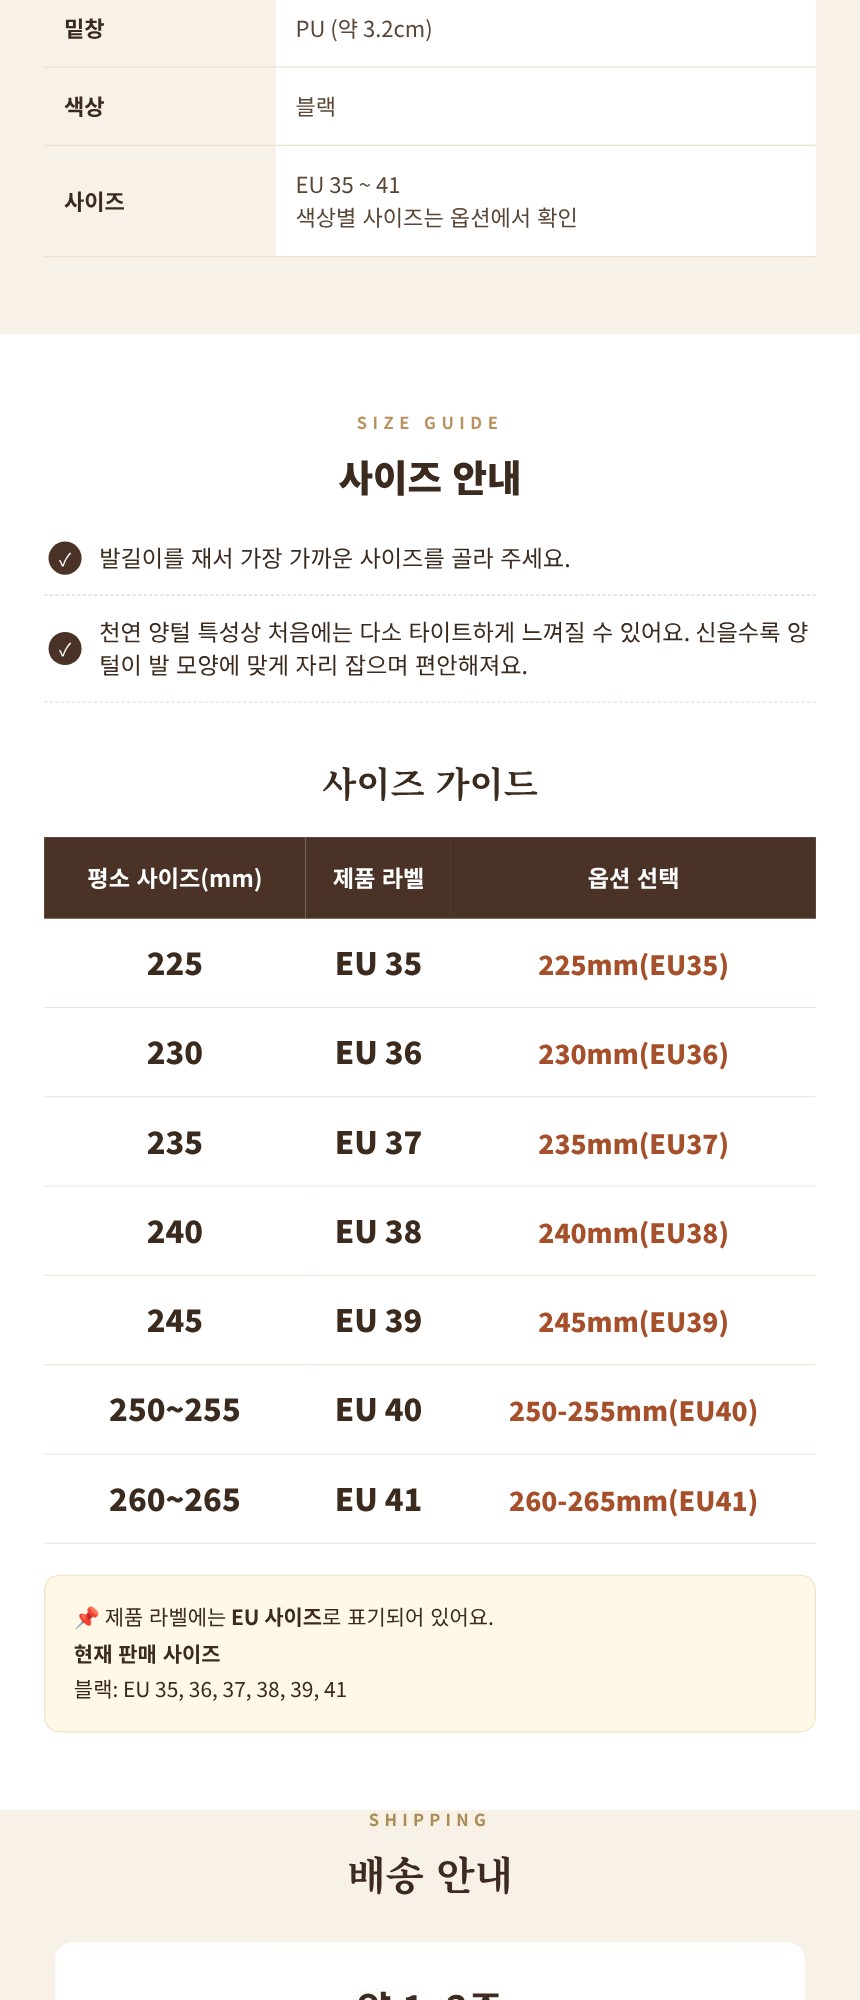 밑창
PU (약 3.2cm)
색상
블랙
사이즈
EU 35 ~ 41
색상별 사이즈는 옵션에서 확인
SIZE GUIDE
사이즈 안내
✓ 발길이를 재서 가장 가까운 사이즈를 골라 주세요.
✓ 천연 양털 특성상 처음에는 다소 타이트하게 느껴질 수 있어요. 신을수록 양
털이 발 모양에 맞게 자리 잡으며 편안해져요.
사이즈 가이드
평소 사이즈(mm) 제품 라벨 옵션 선택
225 EU 35 225mm(EU35)
230 EU 36 230mm(EU36)
235 EU 37 235mm(EU37)
240 EU 38 240mm(EU38)
245 EU 39 245mm(EU39)
250~255 EU 40 250-255mm(EU40)
260~265 EU 41 260-265mm(EU41)
📌 제품 라벨에는 EU 사이즈로 표기되어 있어요.
현재 판매 사이즈
블랙: EU 35, 36, 37, 38, 39, 41
SHIPPING
배송 안내